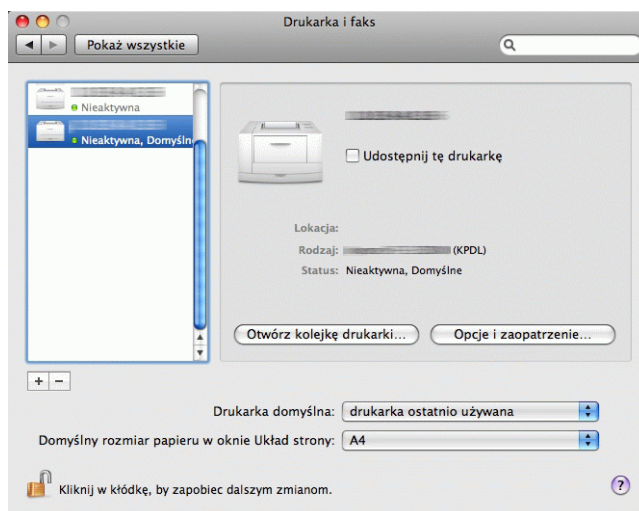 Drukarka i faks
Pokaż wszystkie
Nieaktywna
Nieaktywna, Domyśln
Udostępnij tę drukarkę
Lokacja:
Rodzaj: (KPDL)
Status: Nieaktywna, Domyślne
Otwórz kolejkę drukarki... Opcje i zaopatrzenie...
+ −
Drukarka domyślna: drukarka ostatnio używana
Domyślny rozmiar papieru w oknie Układ strony: A4
Kliknij w kłódkę, by zapobiec dalszym zmianom. ?